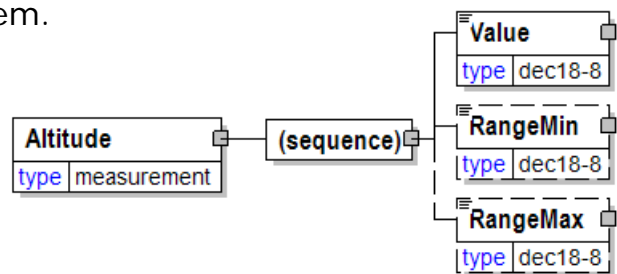 em.
Value
type dec18-8
RangeMin
type dec18-8
Altitude
type measurement
(sequence)
RangeMax
type dec18-8